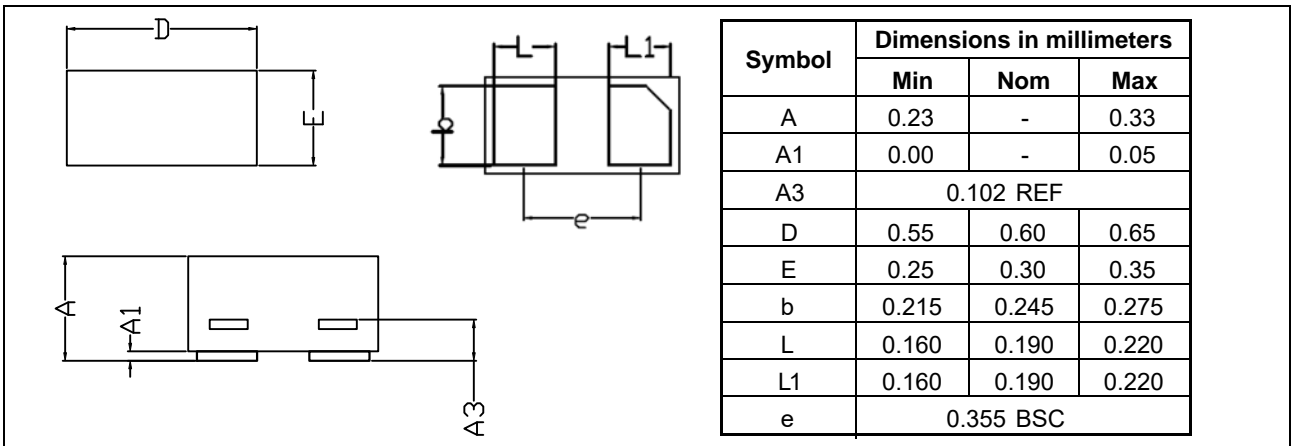 D
E
L
L1
b
e
A
A1
A3
Symbol Dimensions in millimeters
Min Nom Max
A 0.23 - 0.33
A1 0.00 - 0.05
A3 0.102 REF
D 0.55 0.60 0.65
E 0.25 0.30 0.35
b 0.215 0.245 0.275
L 0.160 0.190 0.220
L1 0.160 0.190 0.220
e 0.355 BSC